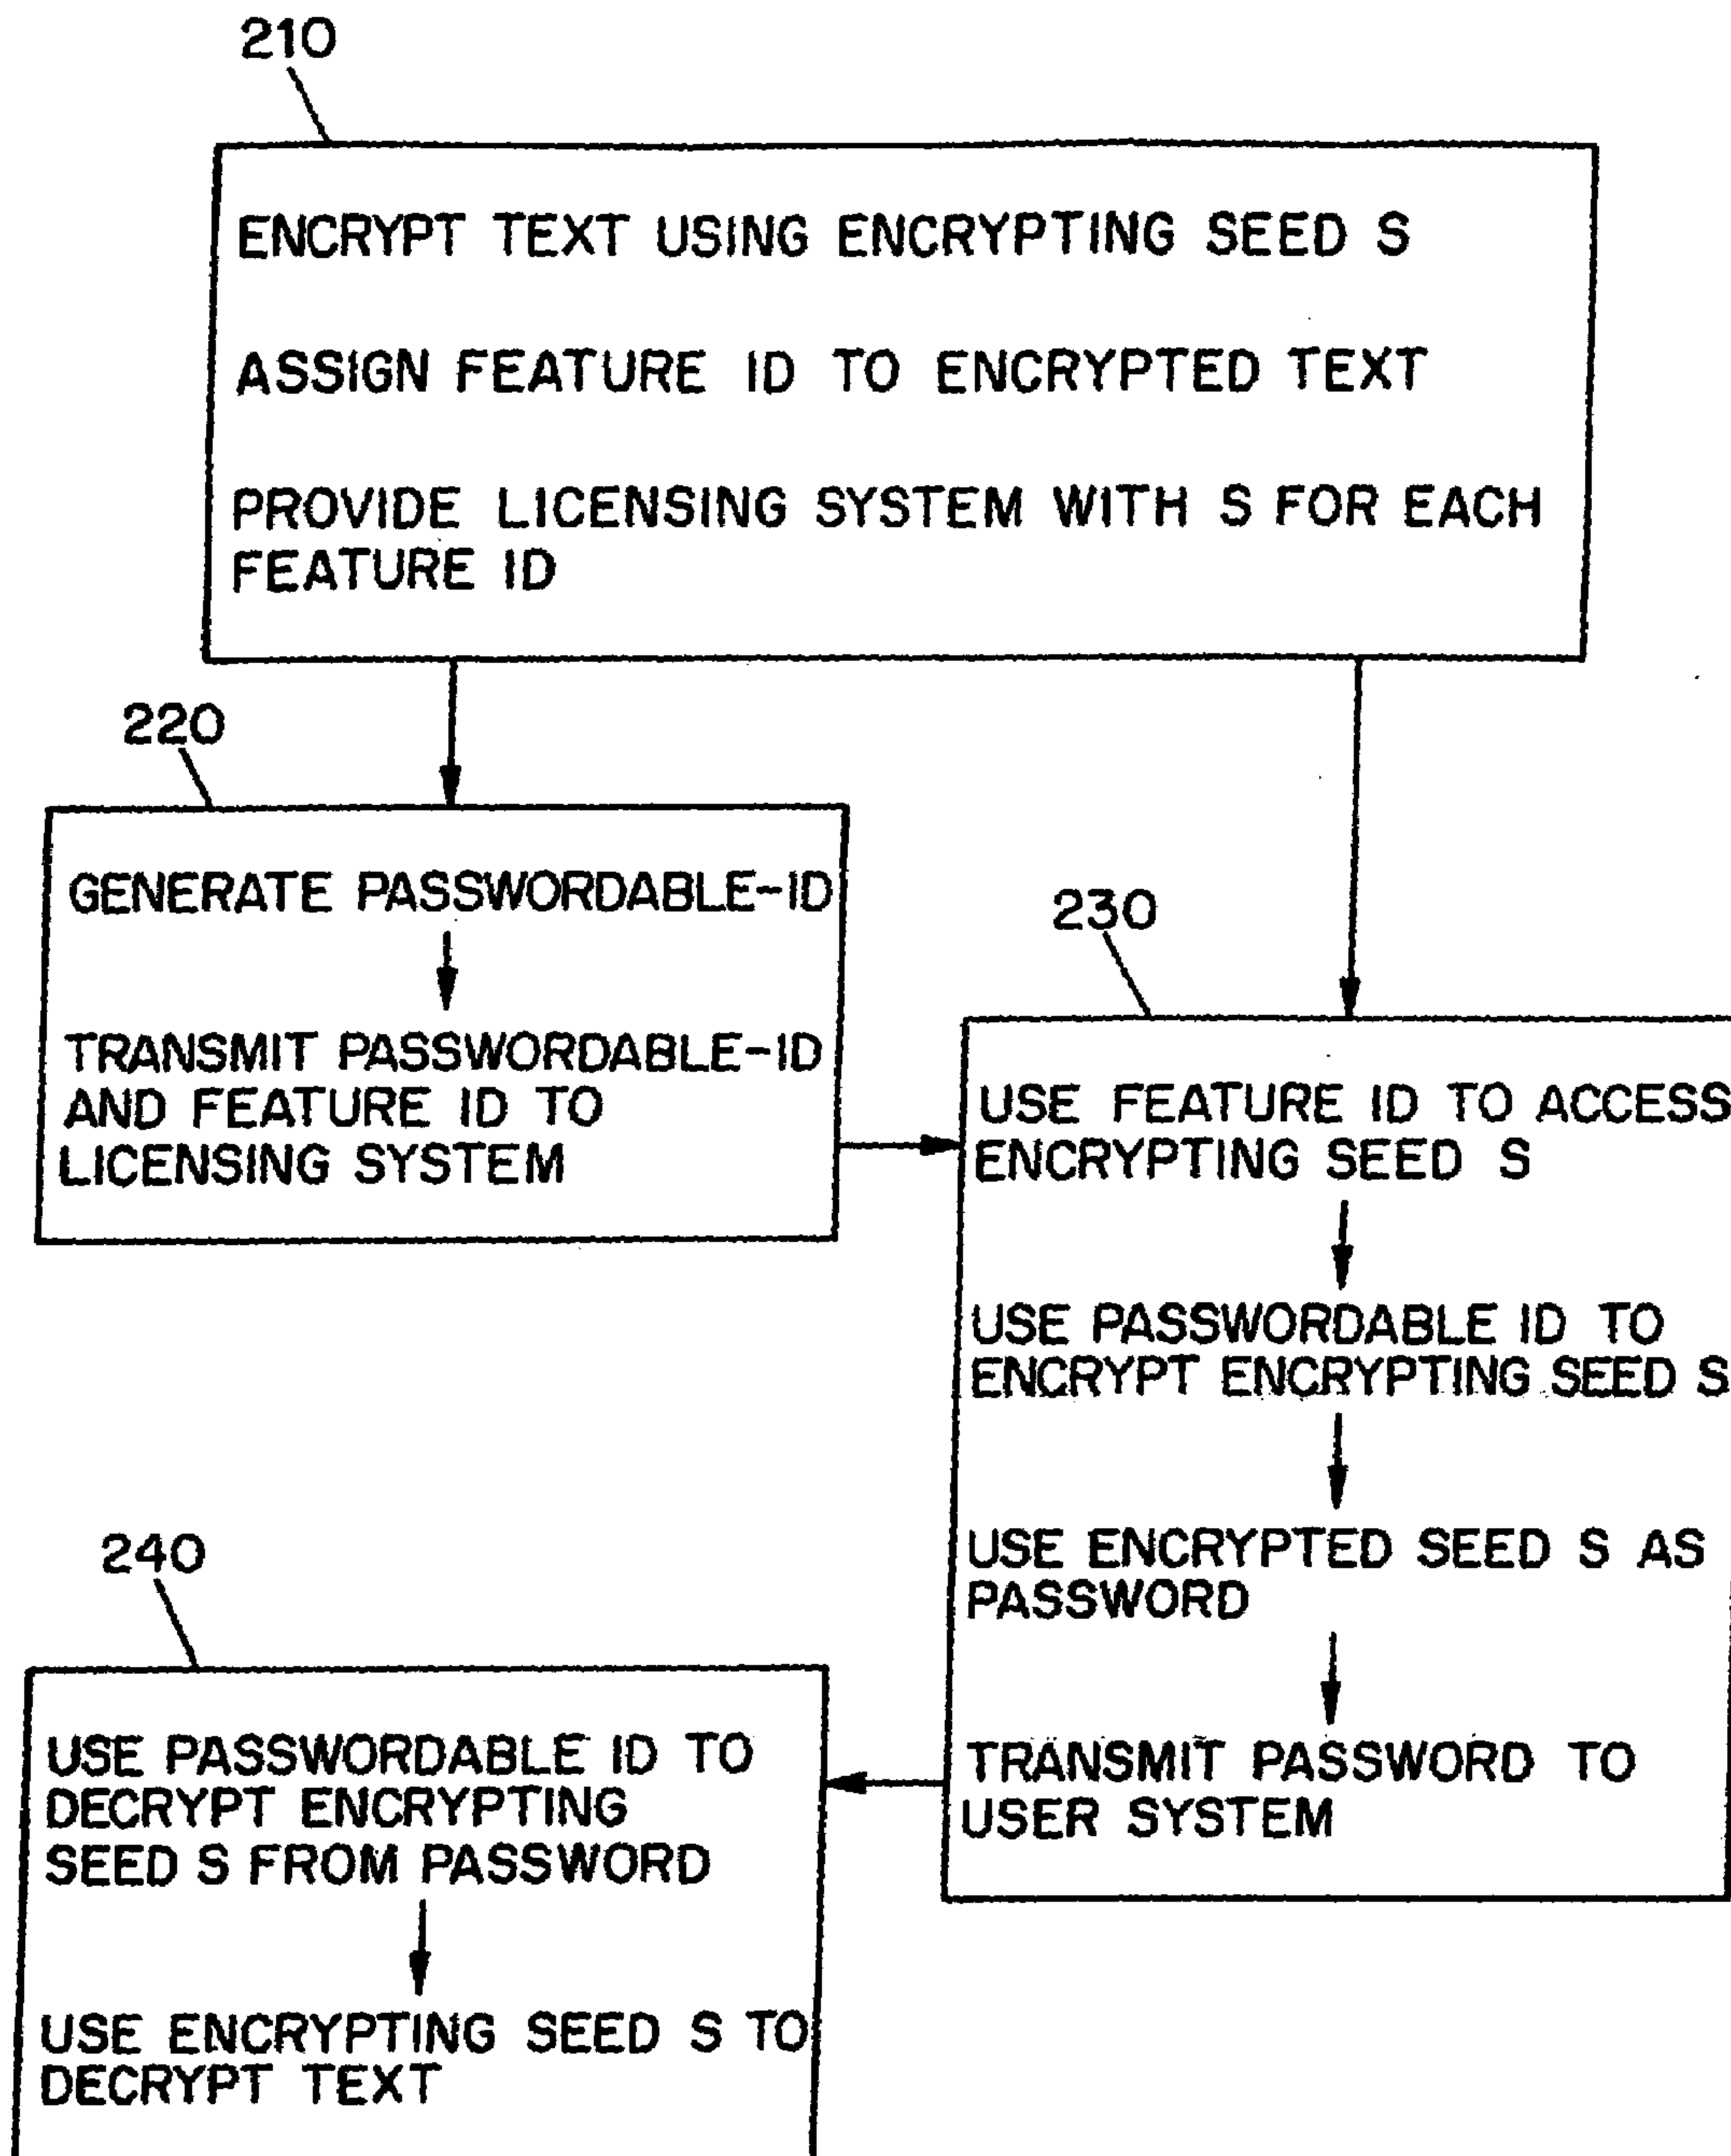 210
ENCRYPT TEXT USING ENCRYPTING SEED S
ASSIGN FEATURE ID TO ENCRYPTED TEXT
PROVIDE LICENSING SYSTEM WITH S FOR EACH
FEATURE ID
220
GENERATE PASSWORDABLE-ID
TRANSMIT PASSWORDABLE-ID
AND FEATURE ID TO
LICENSING SYSTEM
230
USE FEATURE ID TO ACCESS
ENCRYPTING SEED S
USE PASSWORDABLE ID TO
ENCRYPT ENCRYPTING SEED S
USE ENCRYPTED SEED S AS
PASSWORD
TRANSMIT PASSWORD TO
USER SYSTEM
240
USE PASSWORDABLE ID TO
DECRYPT ENCRYPTING
SEED S FROM PASSWORD
USE ENCRYPTING SEED S TO
DECRYPT TEXT